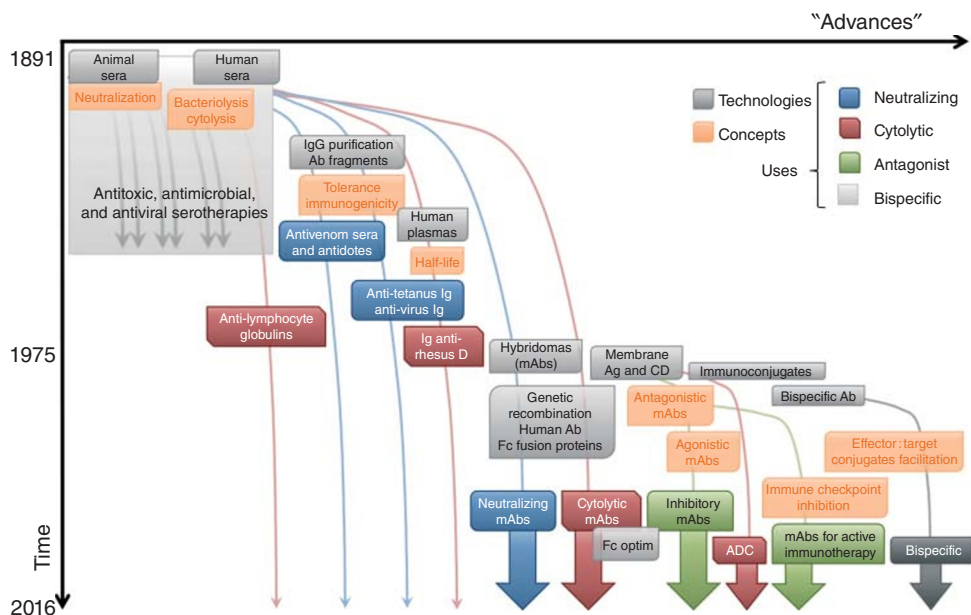 "Advances"
1891
Animal
sera
Human
sera
Neutralization
Bacteriolysis
cytolysis
Technologies
Concepts
Uses
Neutralizing
Cytolytic
Antagonist
Bispecific
IgG purification
Ab fragments
Antitoxic, antimicrobial,
and antiviral serotherapies
Tolerance
immunogenicity
Human
plasmas
Antivenom sera
and antidotes
Half-life
Anti-tetanus Ig
anti-virus Ig
Anti-lymphocyte
globulins
Ig anti-
rhesus D
1975
Hybridomas
(mAbs)
Membrane
Ag and CD
Immunoconjugates
Bispecific Ab
Genetic
recombination
Human Ab
Fc fusion proteins
Antagonistic
mAbs
Agonistic
mAbs
Effector:target
conjugates facilitation
Immune checkpoint
inhibition
Neutralizing
mAbs
Cytolytic
mAbs
Inhibitory
mAbs
Fc optim
ADC
mAbs for active
immunotherapy
Bispecific
Time
2016